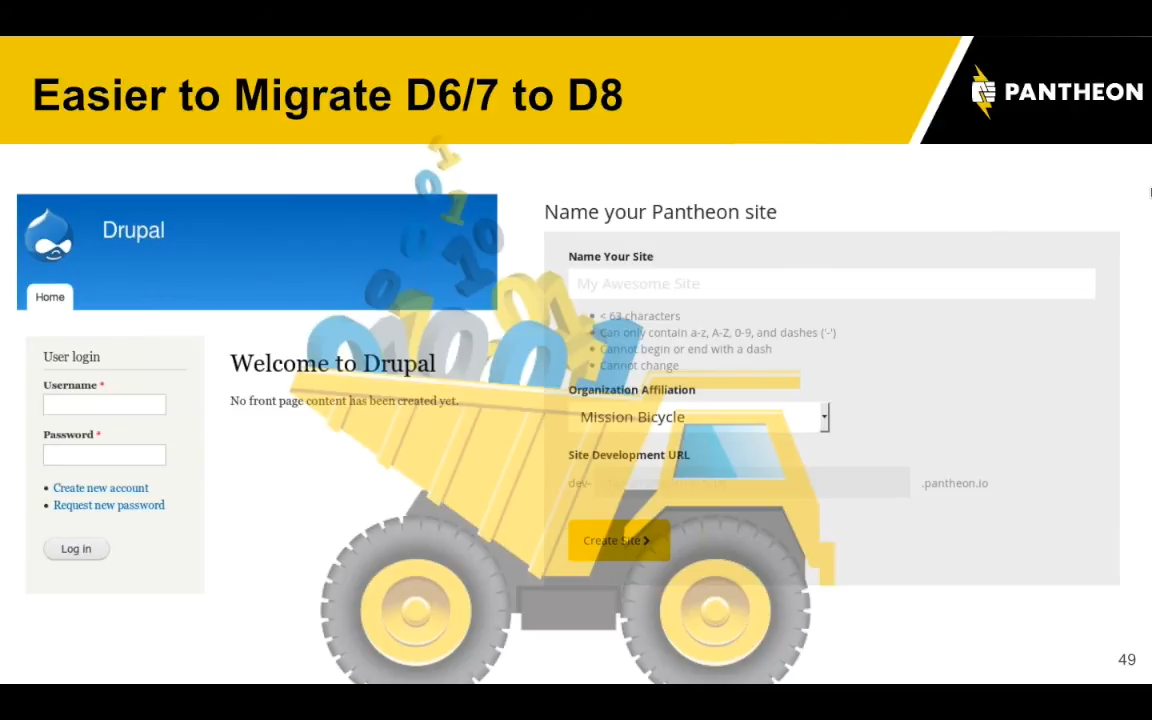 Easier to Migrate D6/7 to D8
PANTHEON
Drupal
Home
User login
Username *
Password *
Create new account
Request new password
Log in
Welcome to Drupal
No front page content has been created yet.
Name your Pantheon site
Name Your Site
My Awesome Site
< 63 characters
Can only contain a-z, A-Z, 0-9, and dashes ('-')
Cannot begin or end with a dash
Cannot change
Organization Affiliation
Mission Bicycle
Site Development URL
dev-
.pantheon.io
Create Site
49